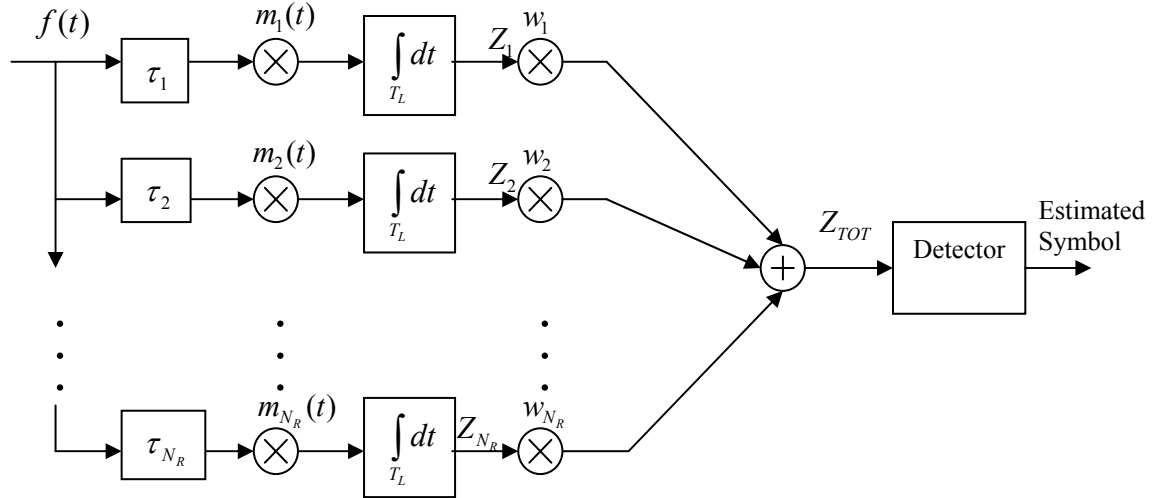 f(t)
m₁(t)
τ₁
∫ dt
T_L
Z₁
w₁
m₂(t)
τ₂
∫ dt
T_L
Z₂
w₂
+
Z_TOT
Detector
Estimated
Symbol
m_{N_R}(t)
τ_{N_R}
∫ dt
T_L
Z_{N_R}
w_{N_R}